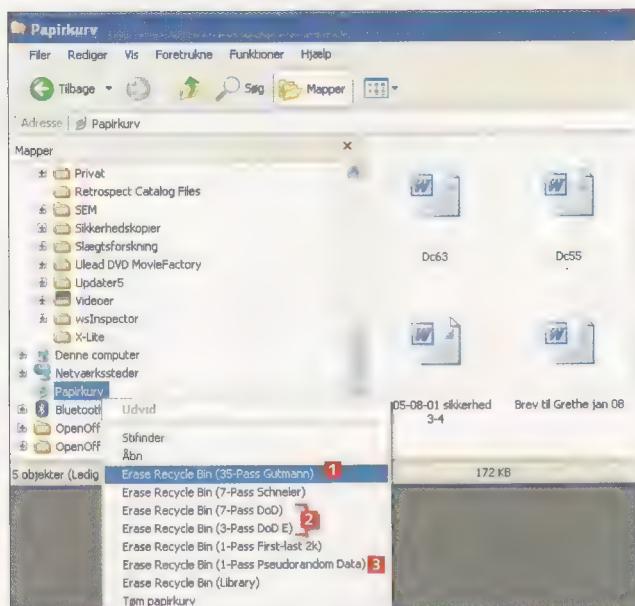 Papirkurv
Filer Rediger Vis Foretrukne Funktioner Hjælp
Tilbage Søg Mapper
Adresse Papirkurv
Mapper ×
Privat
Retrospect Catalog Files
SEM
Sikkerhedskopier
Slægtsforskning
Ulead DVD MovieFactory
Updater5
Videoer
wsInspector
X-Lite
Denne computer
Netværkssteder
Papirkurv
Bluetooth
OpenOff
OpenOff
Dc63 Dc55
05-08-01 sikkerhed 3-4
Brev til Grethe jan 08
5 objekter (Ledig 172 KB
Udvid
Stifinder
Åbn
Erase Recycle Bin (35-Pass Gutmann) 1
Erase Recycle Bin (7-Pass Schneier)
Erase Recycle Bin (7-Pass DoD)
2
Erase Recycle Bin (3-Pass DoD E)
Erase Recycle Bin (1-Pass First-last 2k)
Erase Recycle Bin (1-Pass Pseudorandom Data) 3
Erase Recycle Bin (Library)
Tøm papirkurv